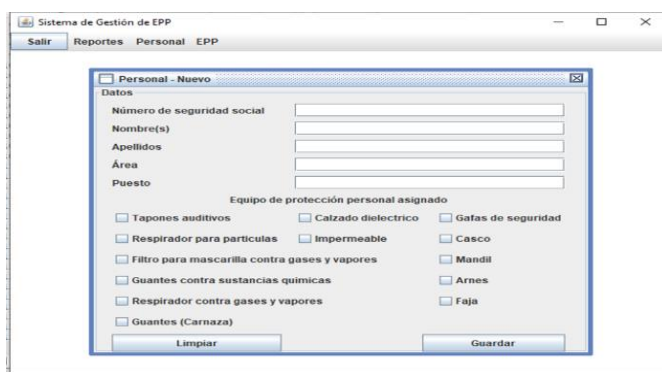 Sistema de Gestión de EPP
Salir Reportes Personal EPP
Personal - Nuevo
Datos
Número de seguridad social
Nombre(s)
Apellidos
Área
Puesto
Equipo de protección personal asignado
Tapones auditivos Calzado dielectrico Gafas de seguridad
Respirador para particulas Impermeable Casco
Filtro para mascarilla contra gases y vapores Mandil
Guantes contra sustancias quimicas Arnes
Respirador contra gases y vapores Faja
Guantes (Carnaza)
Limpiar Guardar